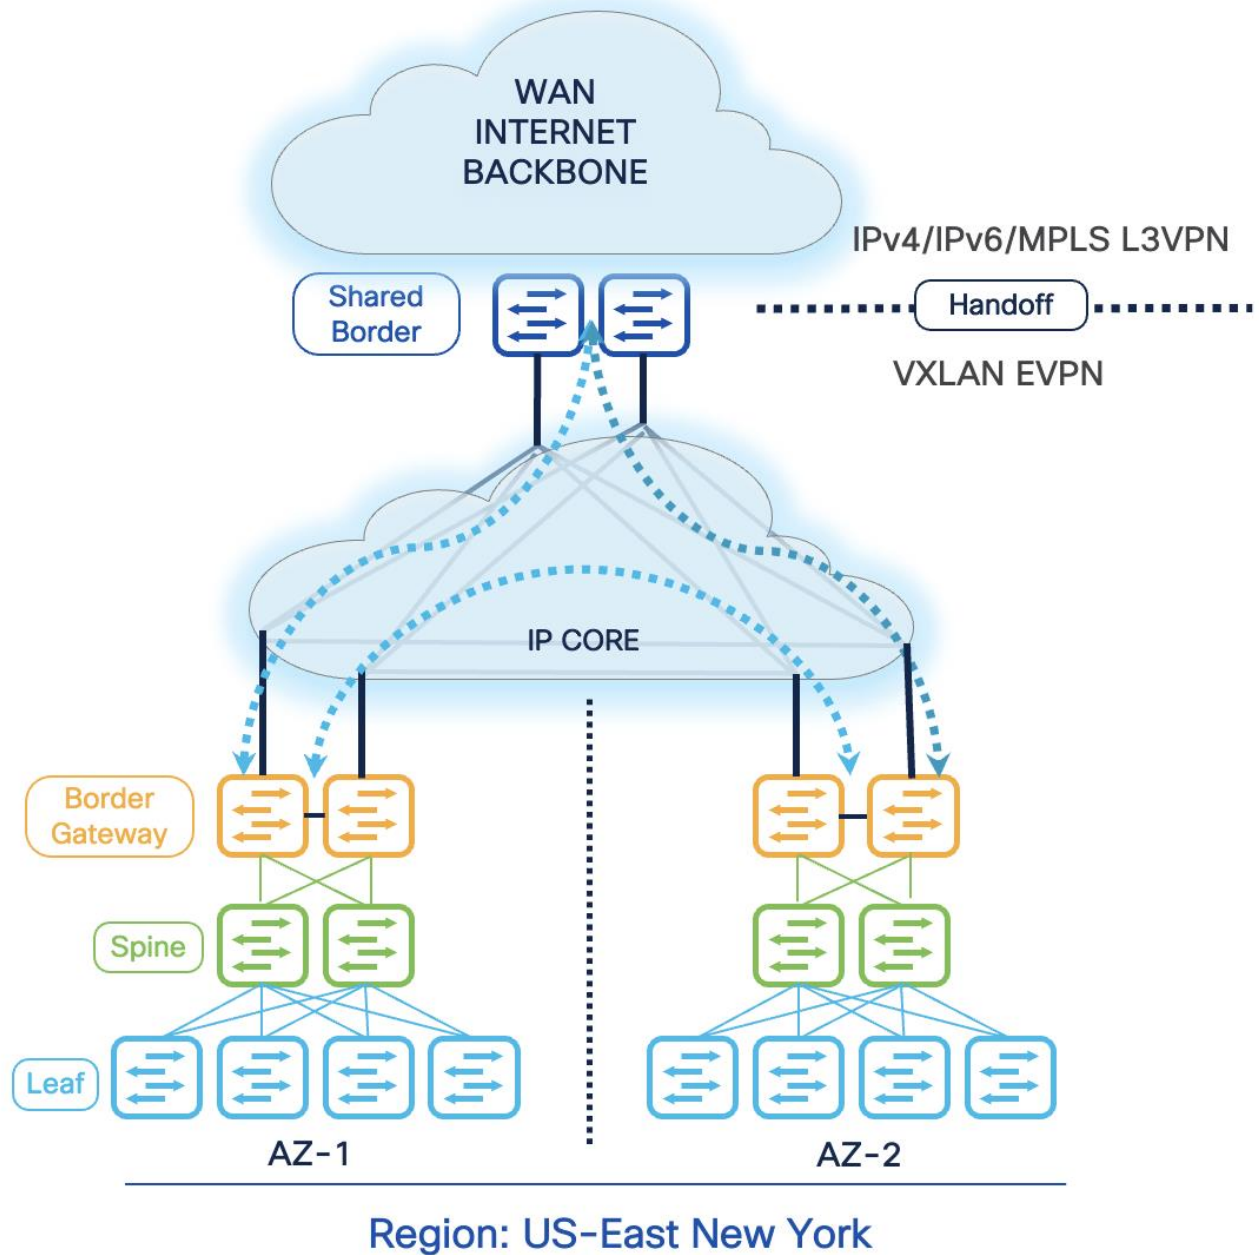 WAN
INTERNET
BACKBONE
IPv4/IPv6/MPLS L3VPN
Shared
Border
Handoff
VXLAN EVPN
IP CORE
Border
Gateway
Spine
Leaf
AZ-1
AZ-2
Region: US-East New York